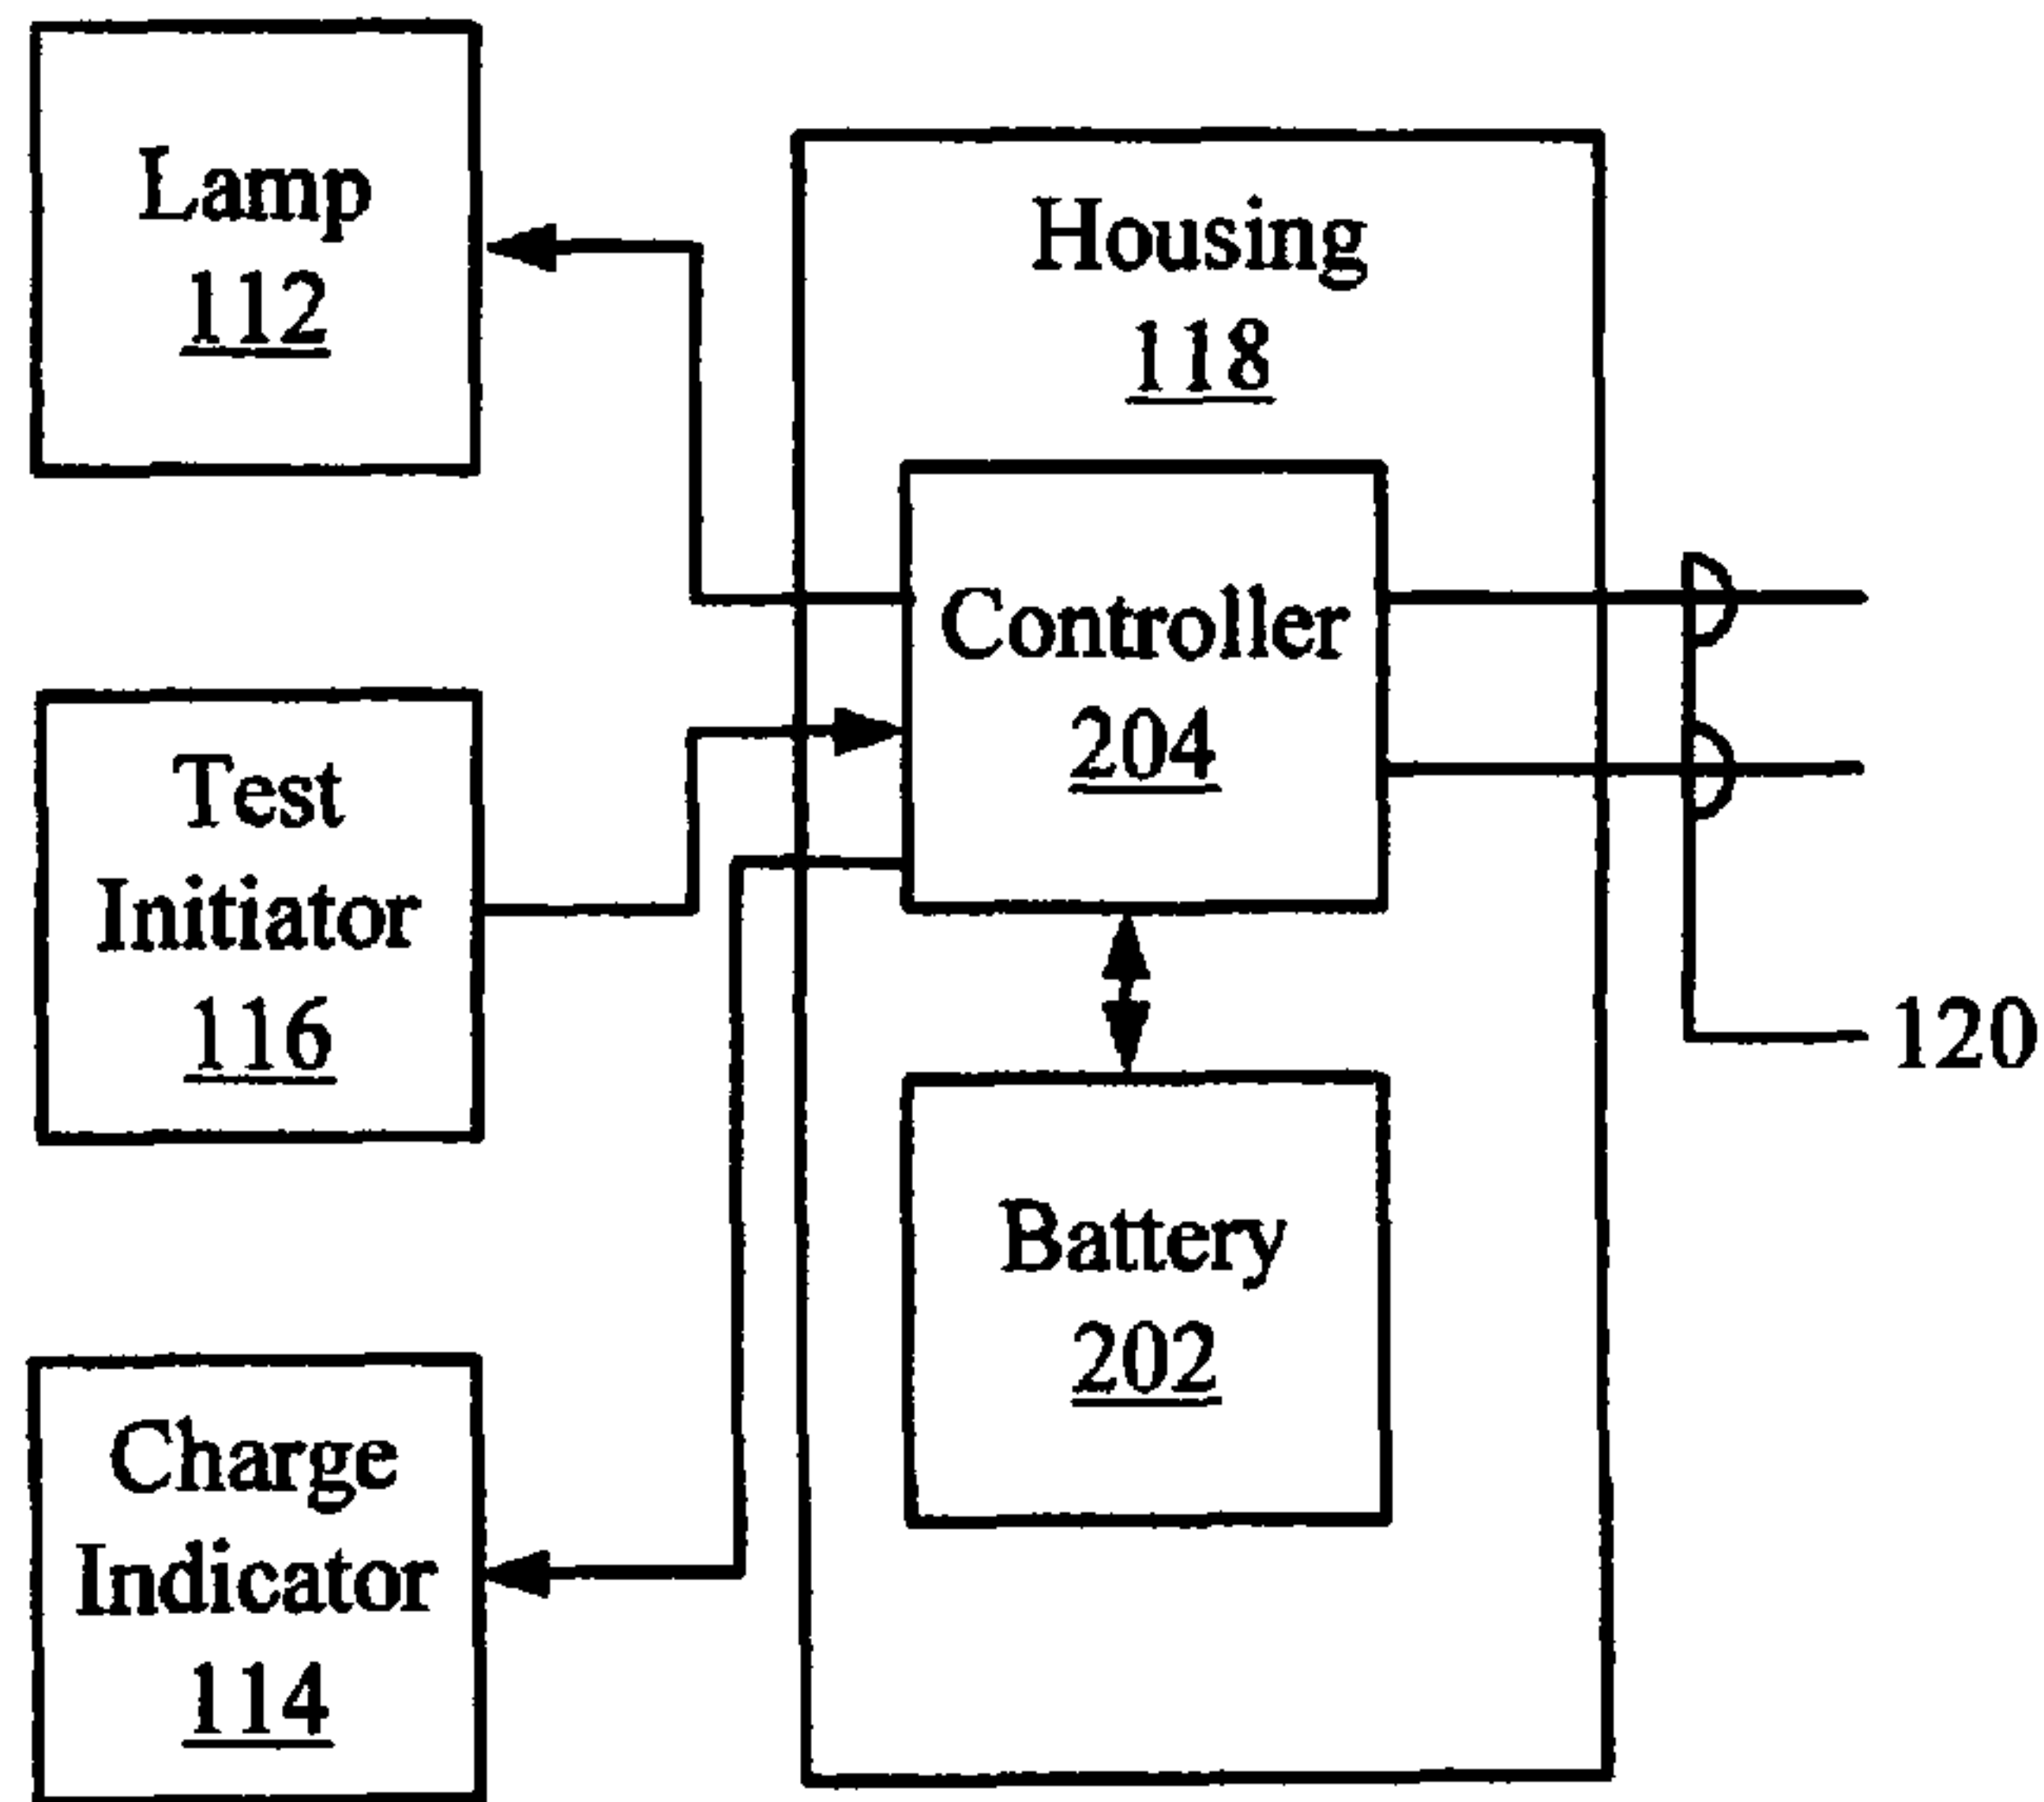 Lamp
112
Housing
118
Controller
204
Test
Initiator
116
120
Battery
202
Charge
Indicator
114